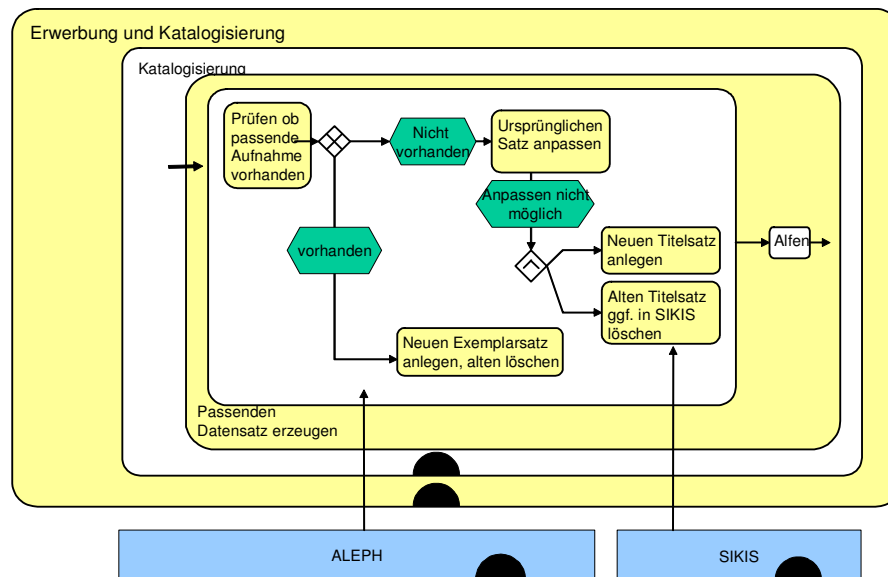 Erwerbung und Katalogisierung
Katalogisierung
Prüfen ob
passende
Aufnahme
vorhanden
Nicht
vorhanden
Ursprünglichen
Satz anpassen
Anpassen nicht
möglich
vorhanden
Neuen Titelsatz
anlegen
Alfen
Alten Titelsatz
ggf. in SIKIS
löschen
Neuen Exemplarsatz
anlegen, alten löschen
Passenden
Datensatz erzeugen
ALEPH
SIKIS